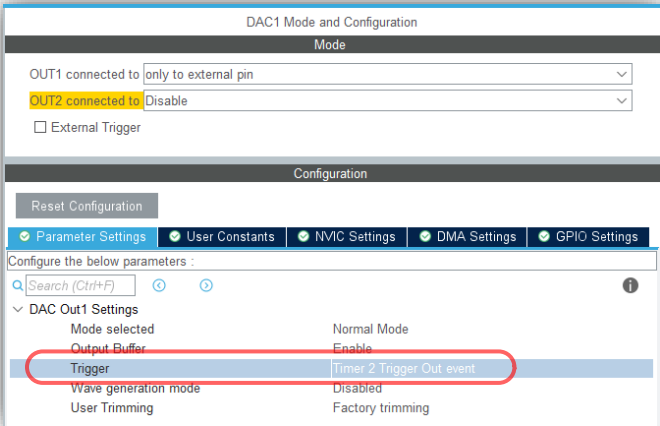 DAC1 Mode and Configuration
Mode
OUT1 connected to only to external pin
OUT2 connected to Disable
External Trigger
Configuration
Reset Configuration
Parameter Settings User Constants NVIC Settings DMA Settings GPIO Settings
Configure the below parameters :
Search (Ctrl+F)
DAC Out1 Settings
Mode selected Normal Mode
Output Buffer Enable
Trigger Timer 2 Trigger Out event
Wave generation mode Disabled
User Trimming Factory trimming